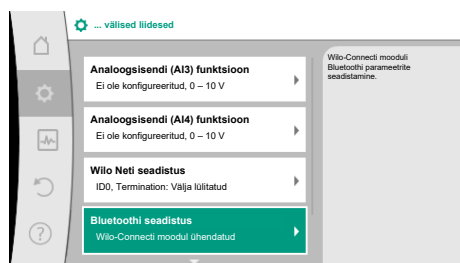 ... välised liidesed
Analoogsisendi (AI3) funktsioon
Ei ole konfigureeritud, 0 – 10 V
Analoogsisendi (AI4) funktsioon
Ei ole konfigureeritud, 0 – 10 V
Wilo Neti seadistus
ID0, Termination: Välja lülitatud
Bluetoothi seadistus
Wilo-Connecti moodul ühendatud
Wilo-Connecti mooduli
Bluetoothi parameetrite
seadistamine.